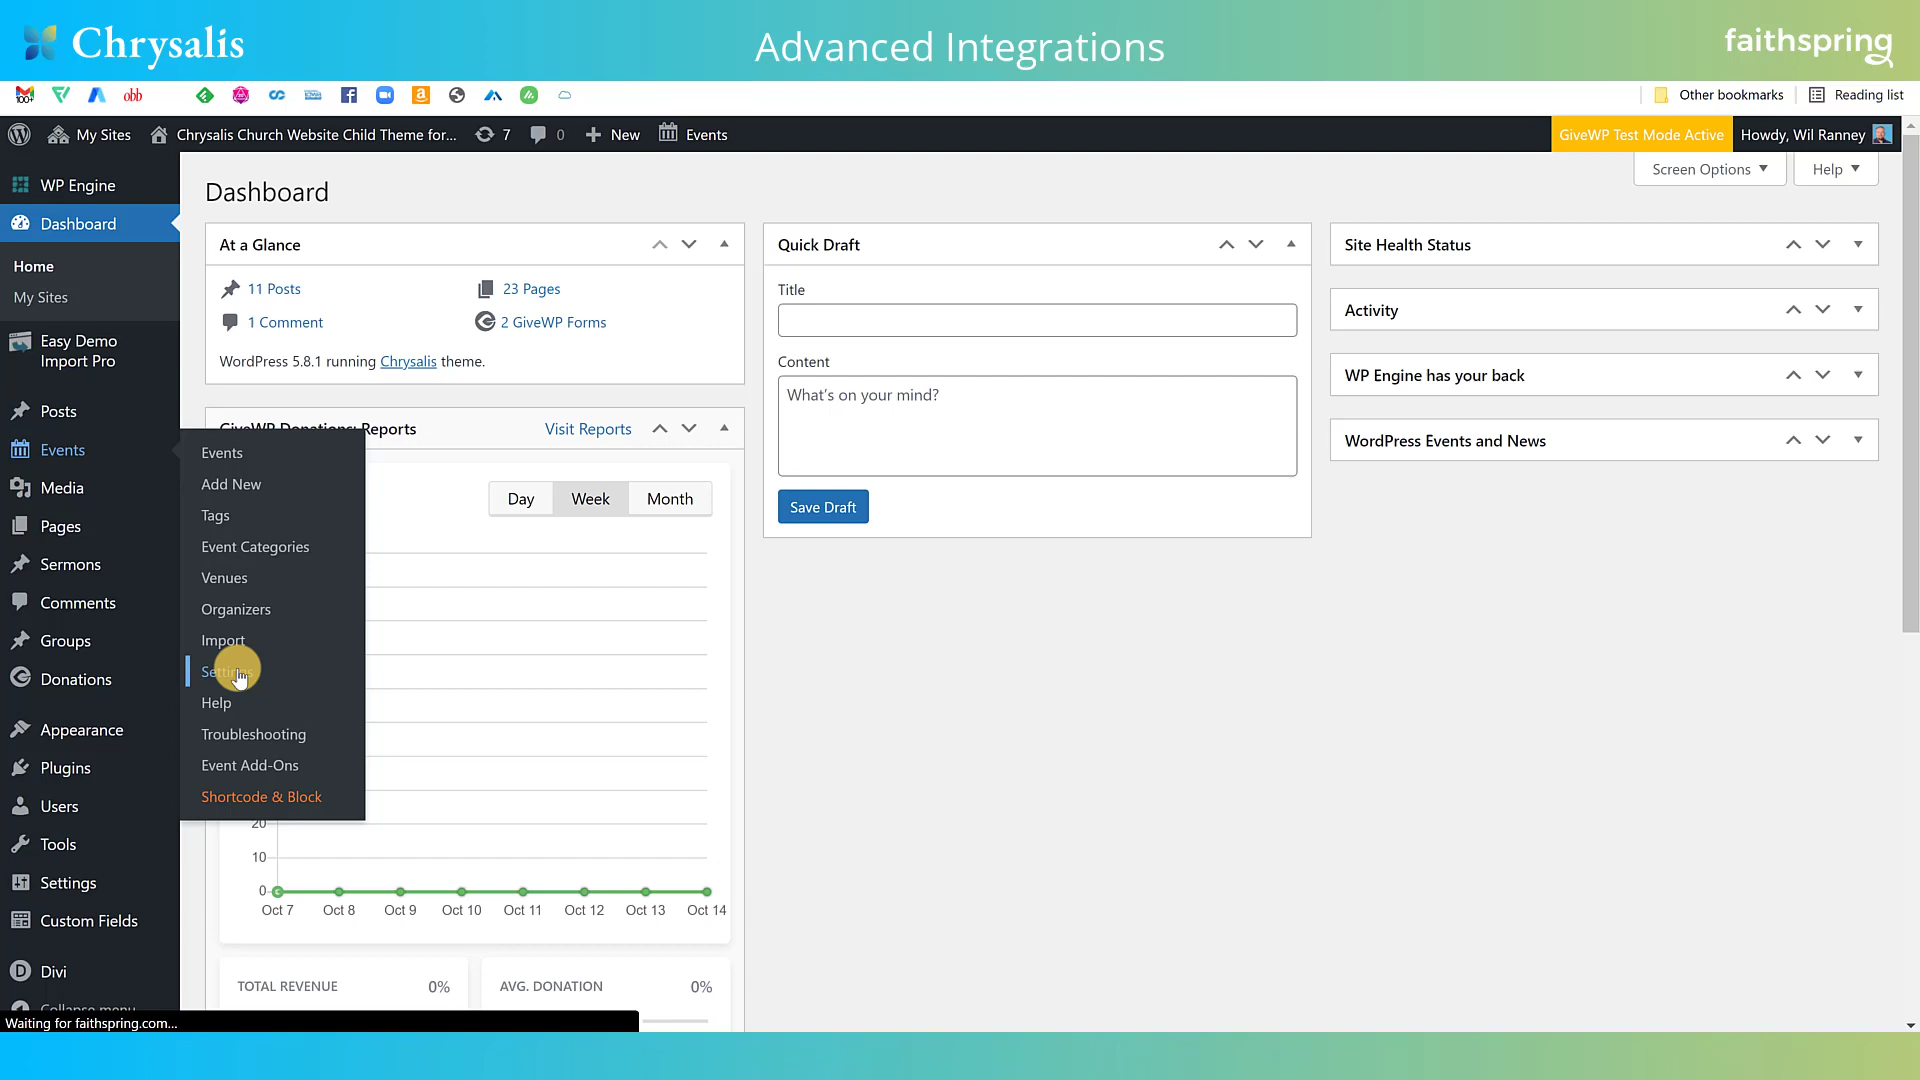 Chrysalis
Advanced Integrations
faithspring
100+
obb
Other bookmarks
Reading list
My Sites
Chrysalis Church Website Child Theme for...
7
0
New
Events
GiveWP Test Mode Active
Howdy, Wil Ranney
WP Engine
Dashboard
Home
My Sites
Easy Demo
Import Pro
Posts
Events
Media
Pages
Sermons
Comments
Groups
Donations
Appearance
Plugins
Users
Tools
Settings
Custom Fields
Divi
Collapse menu
Events
Add New
Tags
Event Categories
Venues
Organizers
Import
Settings
Help
Troubleshooting
Event Add-Ons
Shortcode & Block
Screen Options
Help
Dashboard
At a Glance
11 Posts
23 Pages
1 Comment
2 GiveWP Forms
WordPress 5.8.1 running Chrysalis theme.
GiveWP Donations: Reports
Visit Reports
Day
Week
Month
20
10
0
Oct 7
Oct 8
Oct 9
Oct 10
Oct 11
Oct 12
Oct 13
Oct 14
TOTAL REVENUE
0%
AVG. DONATION
0%
Quick Draft
Title
Content
What's on your mind?
Save Draft
Site Health Status
Activity
WP Engine has your back
WordPress Events and News
Waiting for faithspring.com...